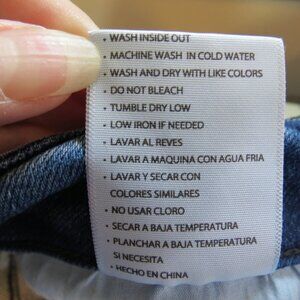 • WASH INSIDE OUT
• MACHINE WASH IN COLD WATER
• WASH AND DRY WITH LIKE COLORS
• DO NOT BLEACH
• TUMBLE DRY LOW
LOW IRON IF NEEDED
• LAVAR AL REVES
• LAVAR A MAQUINA CON AGUA FRIA
• LAVAR Y SECAR CON
COLORES SIMILARES
• NO USAR CLORO
• SECAR A BAJA TEMPERATURA
• PLANCHAR A BAJA TEMPERATURA
SI NECESITA
• HECHO EN CHINA